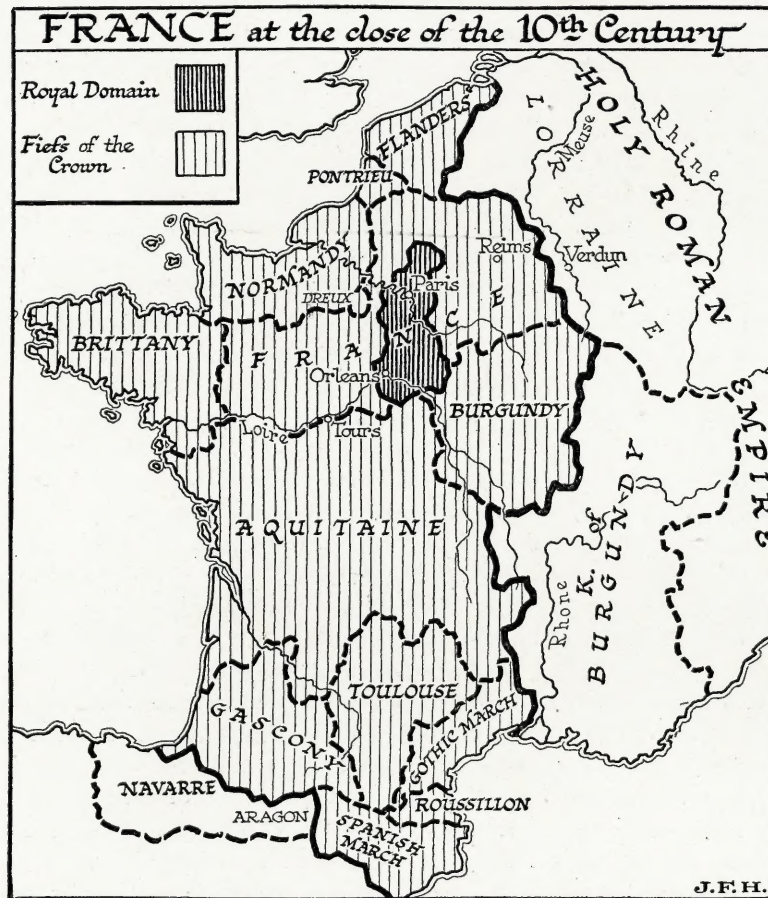 FRANCE at the close of the 10th Century
Royal Domain
Fiefs of the
Crown
FLANDERS
PONTRIEU
LORRAINE
Meuse
HOLY ROMAN
EMPIRE
Rhine
Reims
Verdun
NORMANDY
DREUX
Paris
BRITTANY
FRANCE
Orleans
BURGUNDY
Loire
Tours
AQUITAINE
K. of
BURGUNDY
Rhone
TOULOUSE
GASCONY
GOTHIC MARCH
NAVARRE
ARAGON
ROUSSILLON
SPANISH
MARCH
J.F.H.